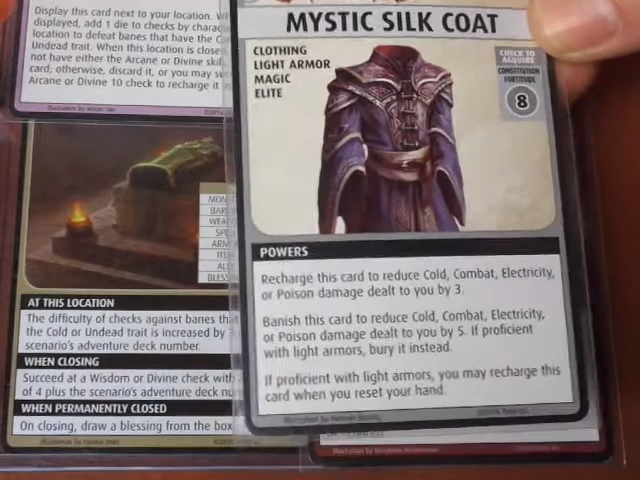 Display this card next to your location.
displayed, add 1 die to checks by
location to defeat banes that have the
Undead trait. When this location is
not have either the Arcane or Divine
card; otherwise, discard it, or you may
Arcane or Divine 10 check to recharge it
MYSTIC SILK COAT
CLOTHING
LIGHT ARMOR
MAGIC
ELITE
CHECK TO
ACQUIRE
CONSTITUTION
FORTITUDE
8
POWERS
Recharge this card to reduce Cold, Combat, Electricity,
or Poison damage dealt to you by 3.
Banish this card to reduce Cold, Combat, Electricity,
or Poison damage dealt to you by 5. If proficient
with light armors, bury it instead.
If proficient with light armors, you may recharge this
card when you reset your hand.
AT THIS LOCATION
The difficulty of checks against banes that
the Cold or Undead trait is increased by
scenario's adventure deck number.
WHEN CLOSING
Succeed at a Wisdom or Divine check with
of 4 plus the scenario's adventure deck
WHEN PERMANENTLY CLOSED
On closing, draw a blessing from the box